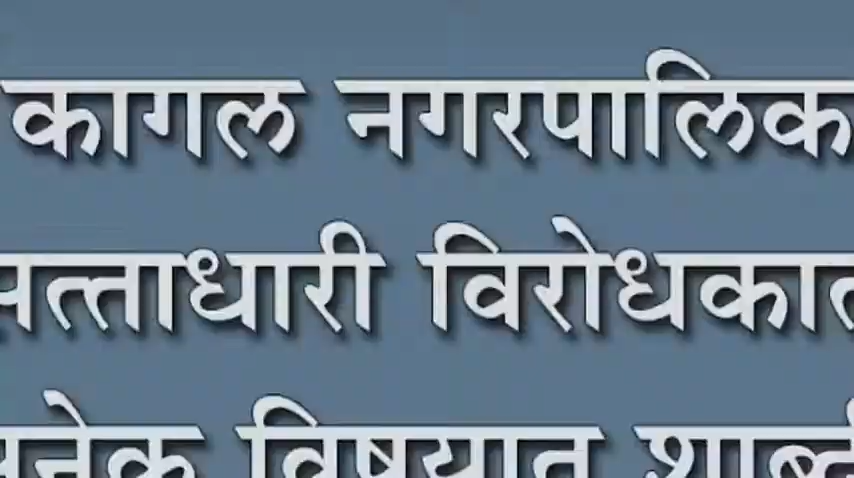 कागल नगरपालिक
सत्ताधारी विरोधकात
अनेक विषयात शाब्द